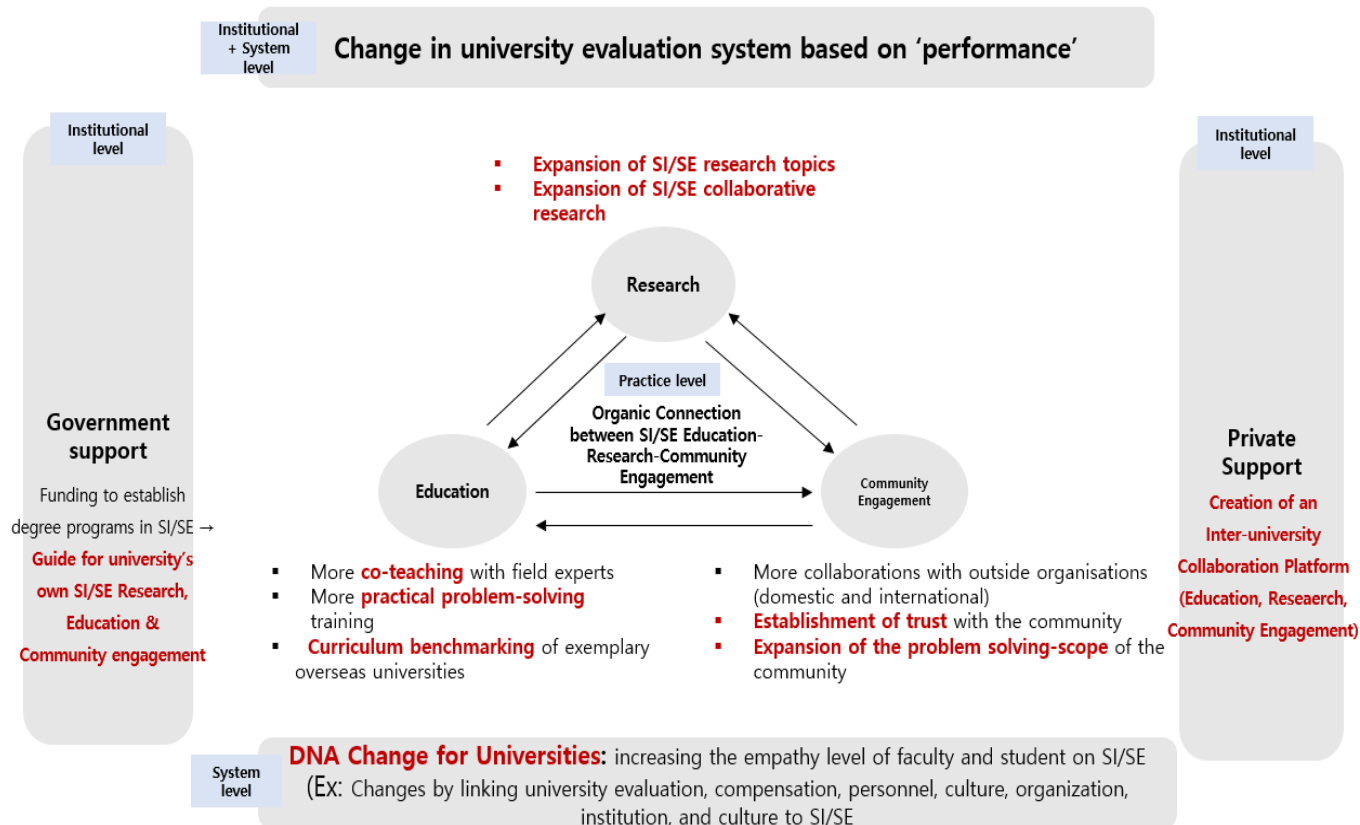 Institutional
+ System
level
Change in university evaluation system based on ‘performance’
Institutional
level
Government
support
Funding to establish
degree programs in SI/SE →
Guide for university’s
own SI/SE Research,
Education &
Community engagement
▪ Expansion of SI/SE research topics
▪ Expansion of SI/SE collaborative
research
Research
Practice level
Organic Connection
between SI/SE Education-
Research-Community
Engagement
Education
Community
Engagement
▪ More co-teaching with field experts
▪ More practical problem-solving
training
▪ Curriculum benchmarking of exemplary
overseas universities
▪ More collaborations with outside organisations
(domestic and international)
▪ Establishment of trust with the community
▪ Expansion of the problem solving-scope of the
community
Institutional
level
Private
Support
Creation of an
Inter-university
Collaboration Platform
(Education, Researech,
Community Engagement)
System
level
DNA Change for Universities: increasing the empathy level of faculty and student on SI/SE
(Ex: Changes by linking university evaluation, compensation, personnel, culture, organization,
institution, and culture to SI/SE